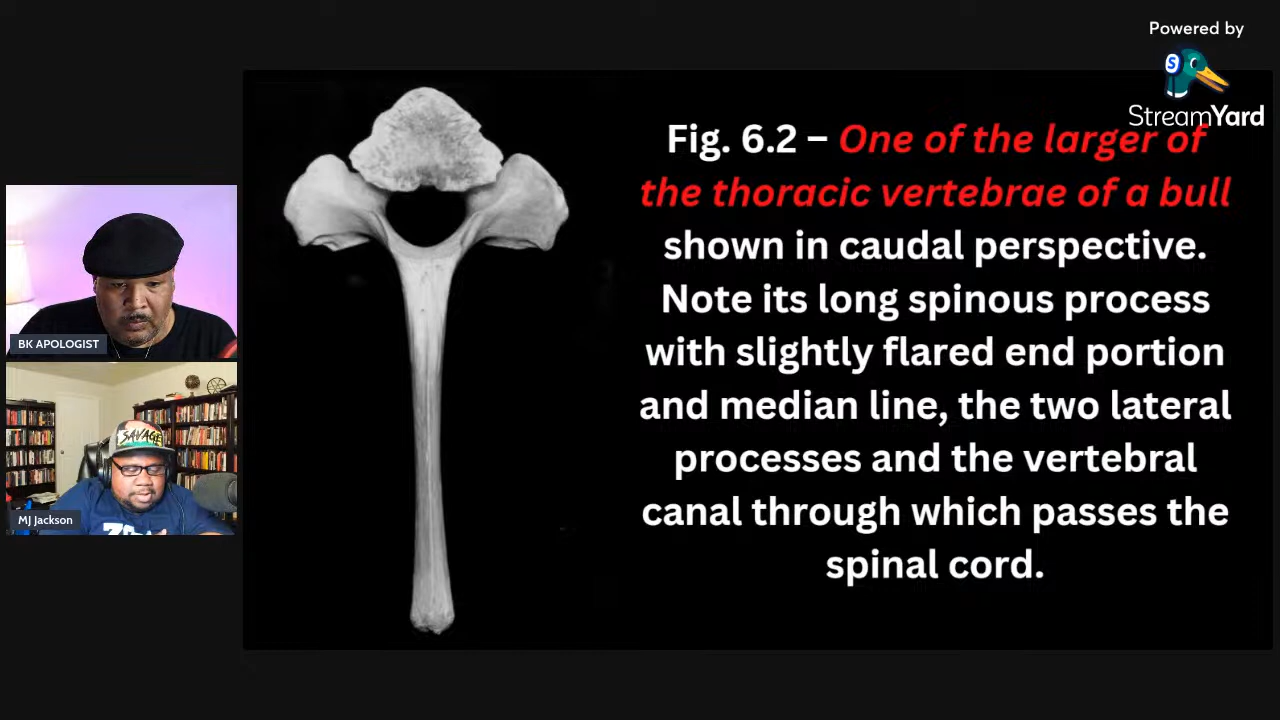 Powered by
StreamYard
Fig. 6.2 – One of the larger of
the thoracic vertebrae of a bull
shown in caudal perspective.
Note its long spinous process
with slightly flared end portion
and median line, the two lateral
processes and the vertebral
canal through which passes the
spinal cord.
BK APOLOGIST
SAVAGE
MJ Jackson